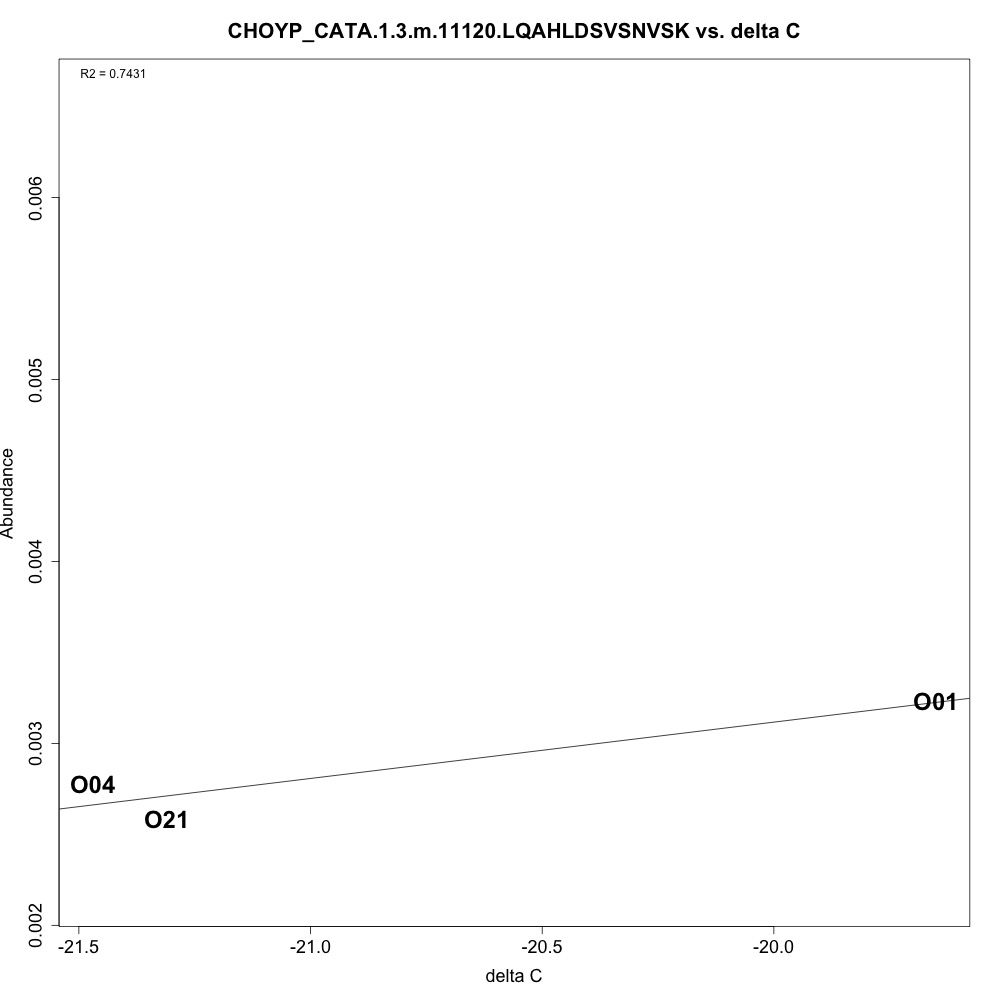 CHOYP_CATA.1.3.m.11120.LQAHLDSVSNVSK vs. delta C
R2 = 0.7431
0.006
0.005
0.004
0.003
0.002
Abundance
O01
O04
O21
-21.5 -21.0 -20.5 -20.0
delta C